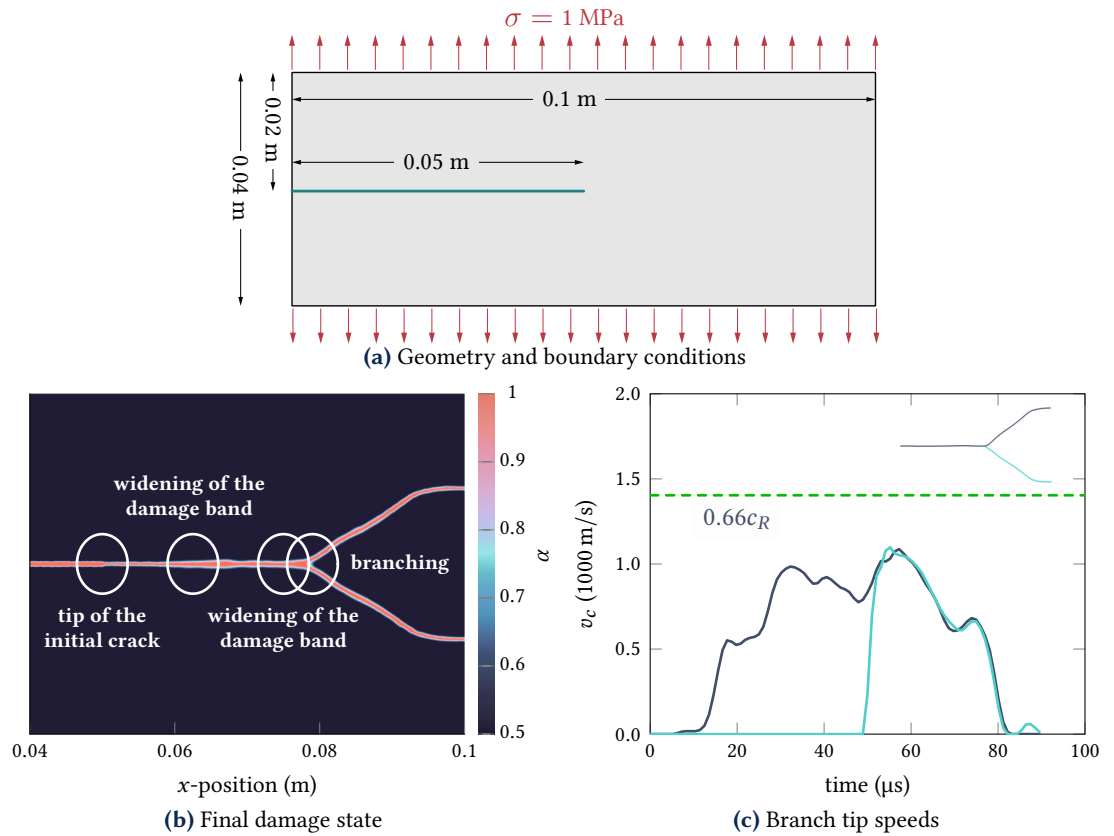 σ = 1 MPa
0.1 m
0.02 m
0.05 m
0.04 m
(a) Geometry and boundary conditions
widening of the
damage band
branching
tip of the
initial crack
widening of the
damage band
0.04
0.06
0.08
0.1
x-position (m)
1
0.9
0.8
0.7
0.6
0.5
α
(b) Final damage state
2.0
1.5
1.0
0.5
0.0
v_c (1000 m/s)
0.66c_R
0
20
40
60
80
100
time (µs)
(c) Branch tip speeds